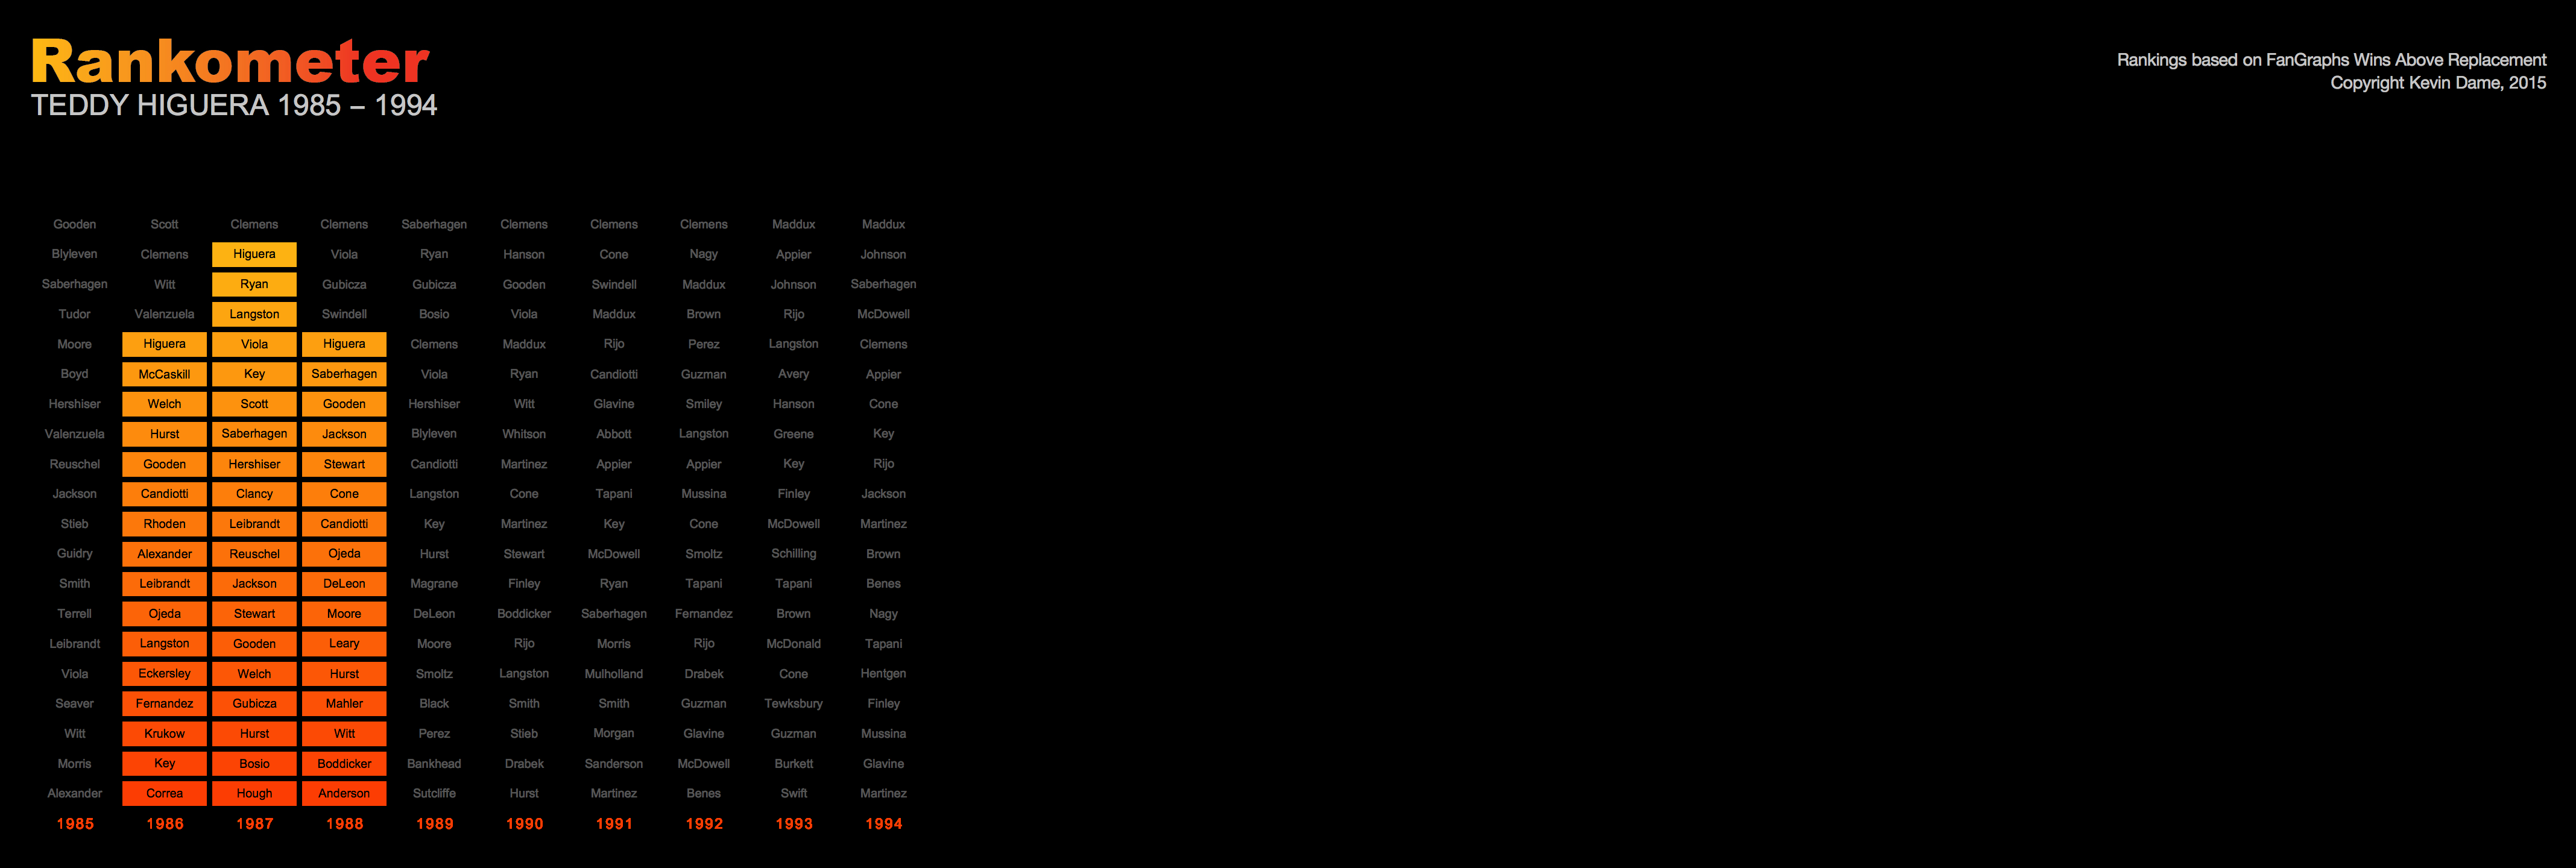 Rankometer
TEDDY HIGUERA 1985 – 1994
Rankings based on FanGraphs Wins Above Replacement
Copyright Kevin Dame, 2015
Gooden Scott Clemens Clemens Saberhagen Clemens Clemens Clemens Maddux Maddux
Blyleven Clemens Higuera Viola Ryan Hanson Cone Nagy Appier Johnson
Saberhagen Witt Ryan Gubicza Gubicza Gooden Swindell Maddux Johnson Saberhagen
Tudor Valenzuela Langston Swindell Bosio Viola Maddux Brown Rijo McDowell
Moore Higuera Viola Higuera Clemens Maddux Rijo Perez Langston Clemens
Boyd McCaskill Key Saberhagen Viola Ryan Candiotti Guzman Avery Appier
Hershiser Welch Scott Gooden Hershiser Witt Glavine Smiley Hanson Cone
Valenzuela Hurst Saberhagen Jackson Blyleven Whitson Abbott Langston Greene Key
Reuschel Gooden Hershiser Stewart Candiotti Martinez Appier Appier Key Rijo
Jackson Candiotti Clancy Cone Langston Cone Tapani Mussina Finley Jackson
Stieb Rhoden Leibrandt Candiotti Key Martinez Key Cone McDowell Martinez
Guidry Alexander Reuschel Ojeda Hurst Stewart McDowell Smoltz Schilling Brown
Smith Leibrandt Jackson DeLeon Magrane Finley Ryan Tapani Tapani Benes
Terrell Ojeda Stewart Moore DeLeon Boddicker Saberhagen Fernandez Brown Nagy
Leibrandt Langston Gooden Leary Moore Rijo Morris Rijo McDonald Tapani
Viola Eckersley Welch Hurst Smoltz Langston Mulholland Drabek Cone Hentgen
Seaver Fernandez Gubicza Mahler Black Smith Smith Guzman Tewksbury Finley
Witt Krukow Hurst Witt Perez Stieb Morgan Glavine Guzman Mussina
Morris Key Bosio Boddicker Bankhead Drabek Sanderson McDowell Burkett Glavine
Alexander Correa Hough Anderson Sutcliffe Hurst Martinez Benes Swift Martinez
1985 1986 1987 1988 1989 1990 1991 1992 1993 1994